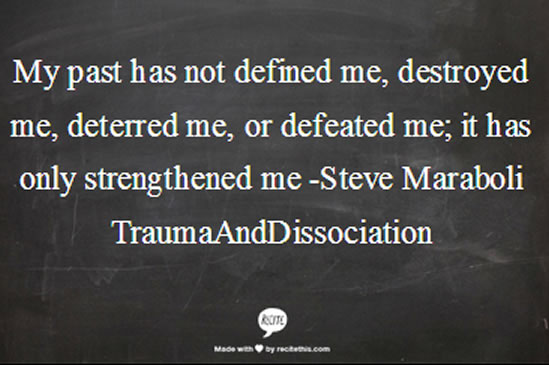 My past has not defined me, destroyed
me, deterred me, or defeated me; it has
only strengthened me -Steve Maraboli
TraumaAndDissociation
RECITE
Made with ♥ by recitethis.com